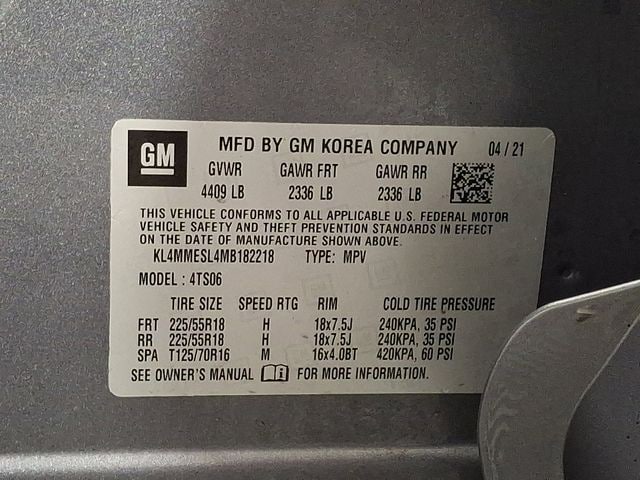 GM
MFD BY GM KOREA COMPANY 04 / 21
GVWR GAWR FRT GAWR RR
4409 LB 2336 LB 2336 LB
THIS VEHICLE CONFORMS TO ALL APPLICABLE U.S. FEDERAL MOTOR
VEHICLE SAFETY AND THEFT PREVENTION STANDARDS IN EFFECT
ON THE DATE OF MANUFACTURE SHOWN ABOVE.
KL4MMESL4MB182218 TYPE: MPV
MODEL : 4TS06
TIRE SIZE SPEED RTG RIM COLD TIRE PRESSURE
FRT 225/55R18 H 18x7.5J 240KPA, 35 PSI
RR 225/55R18 H 18x7.5J 240KPA, 35 PSI
SPA T125/70R16 M 16x4.0BT 420KPA, 60 PSI
SEE OWNER'S MANUAL FOR MORE INFORMATION.